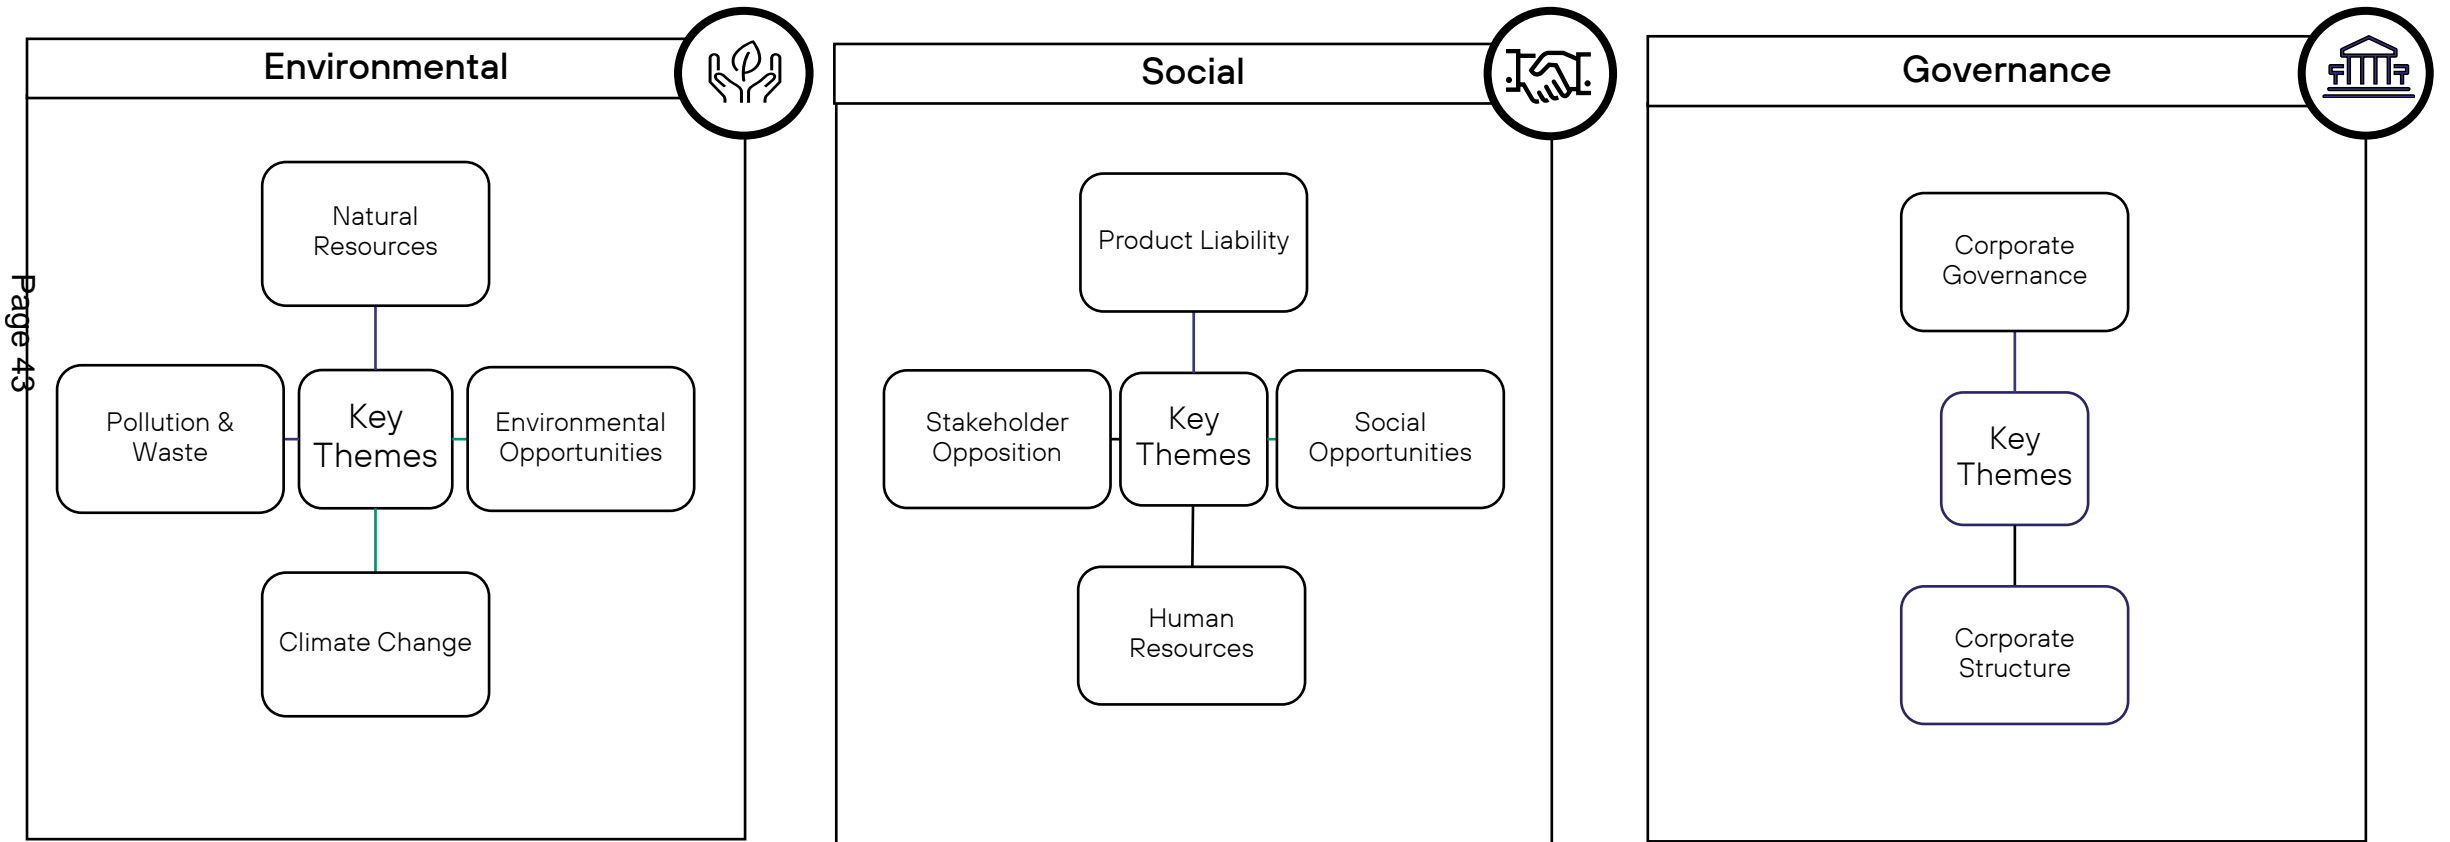 Environmental
Natural
Resources
Pollution &
Waste
Key
Themes
Environmental
Opportunities
Climate Change
Page 43
Social
Product Liability
Stakeholder
Opposition
Key
Themes
Social
Opportunities
Human
Resources
Governance
Corporate
Governance
Key
Themes
Corporate
Structure